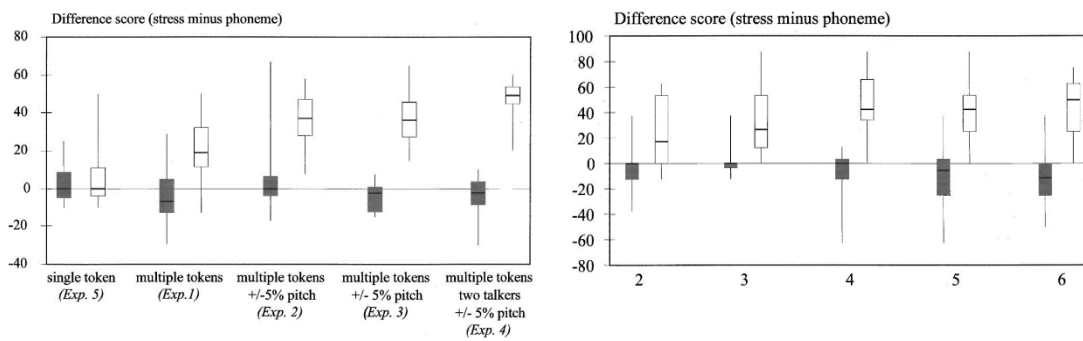 Difference score (stress minus phoneme)
80
60
40
20
0
-20
-40
single token
(Exp. 5)
multiple tokens
(Exp.1)
multiple tokens
+/-5% pitch
(Exp. 2)
multiple tokens
+/- 5% pitch
(Exp. 3)
multiple tokens
two talkers
+/- 5% pitch
(Exp. 4)
Difference score (stress minus phoneme)
100
80
60
40
20
0
-20
-40
-60
-80
2 3 4 5 6